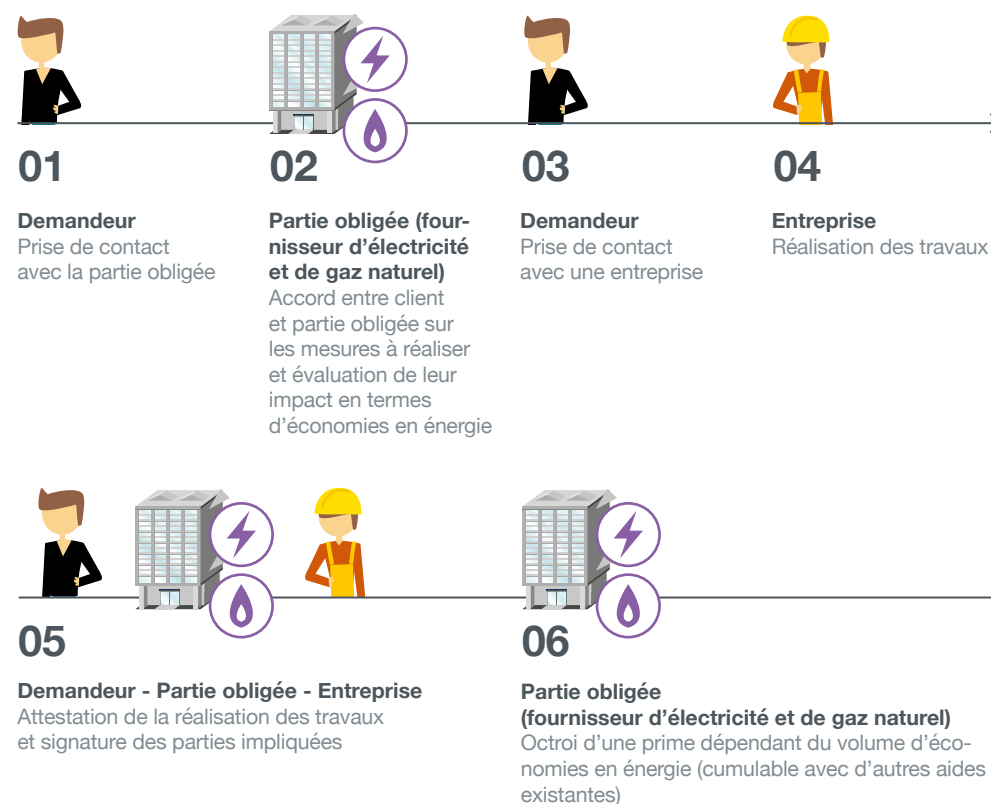 01
Demandeur
Prise de contact
avec la partie obligée
02
Partie obligée (four-
nisseur d’électricité
et de gaz naturel)
Accord entre client
et partie obligée sur
les mesures à réaliser
et évaluation de leur
impact en termes
d’économies en énergie
03
Demandeur
Prise de contact
avec une entreprise
04
Entreprise
Réalisation des travaux
05
Demandeur - Partie obligée - Entreprise
Attestation de la réalisation des travaux
et signature des parties impliquées
06
Partie obligée
(fournisseur d’électricité et de gaz naturel)
Octroi d’une prime dépendant du volume d’éco-
nomies en énergie (cumulable avec d’autres aides
existantes)